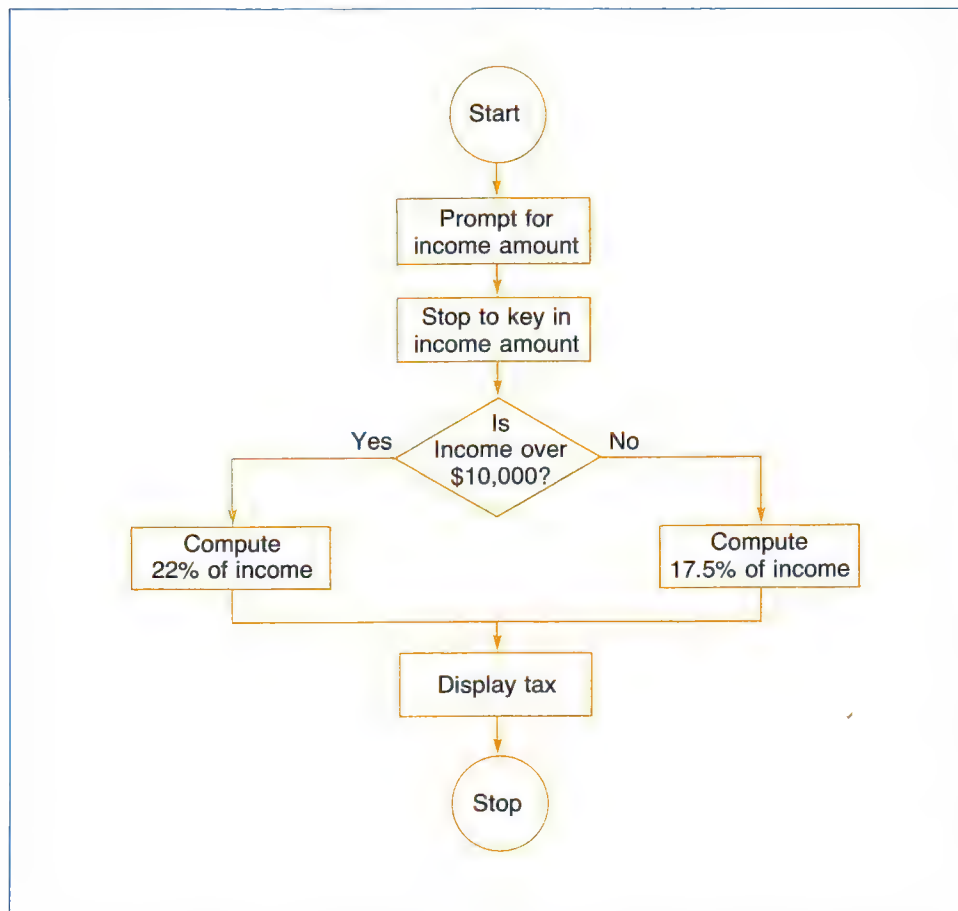 Start
Prompt for
income amount
Stop to key in
income amount
Is
Income over
$10,000?
Yes
No
Compute
22% of income
Compute
17.5% of income
Display tax
Stop